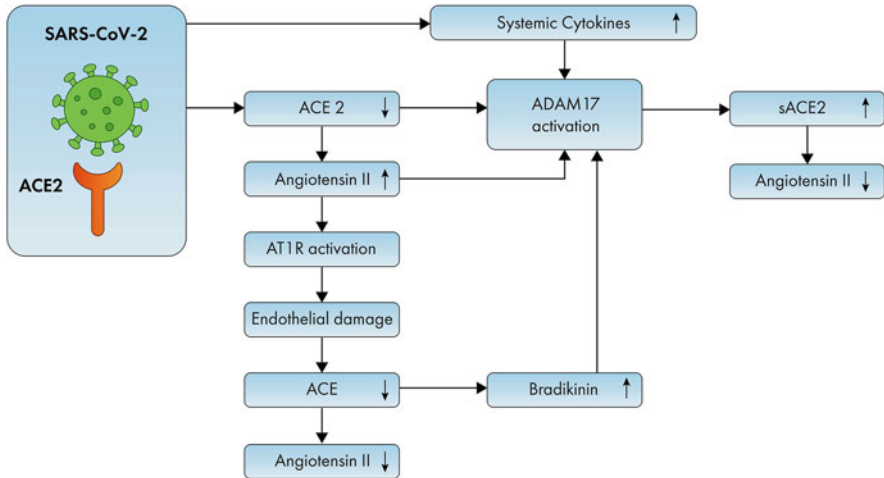 SARS-CoV-2
ACE2
Systemic Cytokines ↑
ACE 2 ↓
ADAM17
activation
sACE2 ↑
Angiotensin II ↑
Angiotensin II ↓
AT1R activation
Endothelial damage
ACE ↓
Bradikinin ↑
Angiotensin II ↓